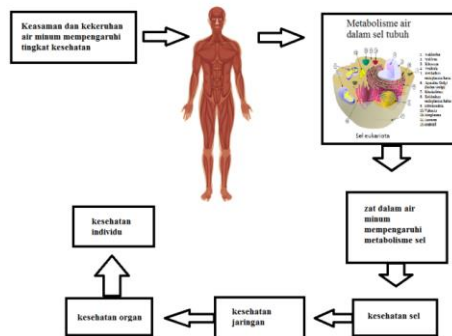 Keasaman dan kekeruhan
air minum mempengaruhi
tingkat kesehatan
Metabolisme air
dalam sel tubuh
Sel eukariota
zat dalam air
minum
mempengaruhi
metabolisme sel
kesehatan sel
kesehatan
jaringan
kesehatan organ
kesehatan
individu